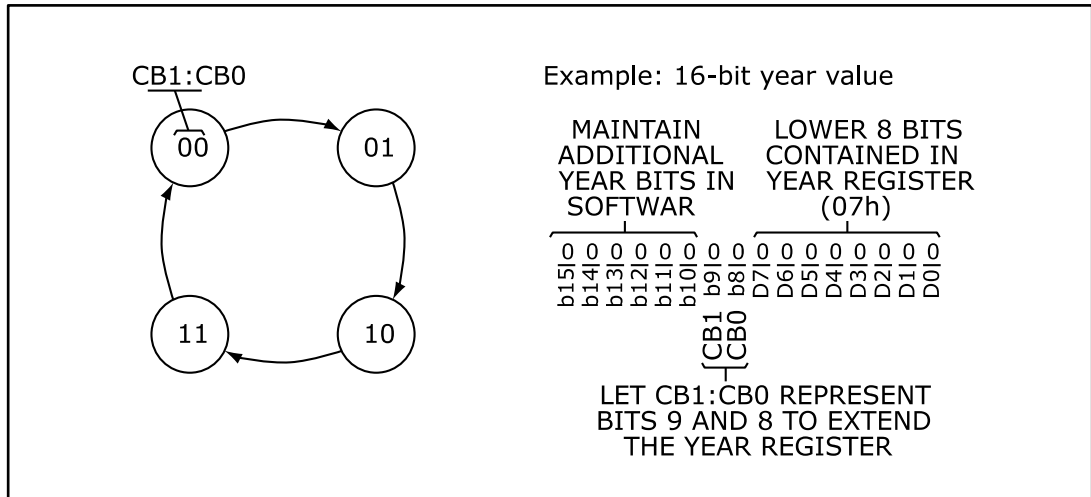 CB1:CB0
00
01
11
10
Example: 16-bit year value
MAINTAIN
ADDITIONAL
YEAR BITS IN
SOFTWAR
LOWER 8 BITS
CONTAINED IN
YEAR REGISTER
(07h)
0 0 0 0 0 0 0 0 0 0 0 0 0 0 0 0
b15 b14 b13 b12 b11 b10 b9 b8 D7 D6 D5 D4 D3 D2 D1 D0
CB1 CB0
LET CB1:CB0 REPRESENT
BITS 9 AND 8 TO EXTEND
THE YEAR REGISTER